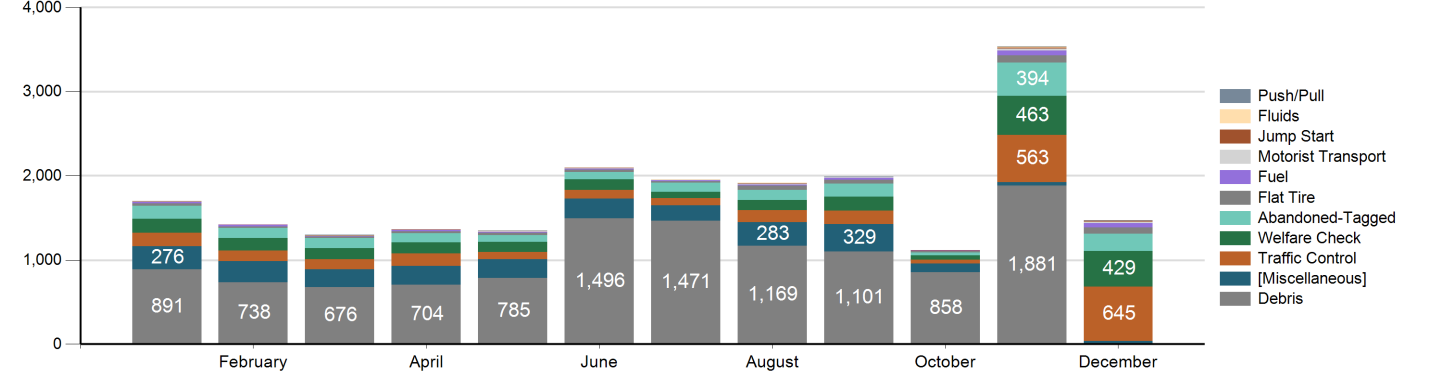 4,000
3,000
2,000
1,000
0
276
891
738
676
704
785
1,496
1,471
283
1,169
329
1,101
858
394
463
563
1,881
429
645
February
April
June
August
October
December
Push/Pull
Fluids
Jump Start
Motorist Transport
Fuel
Flat Tire
Abandoned-Tagged
Welfare Check
Traffic Control
[Miscellaneous]
Debris